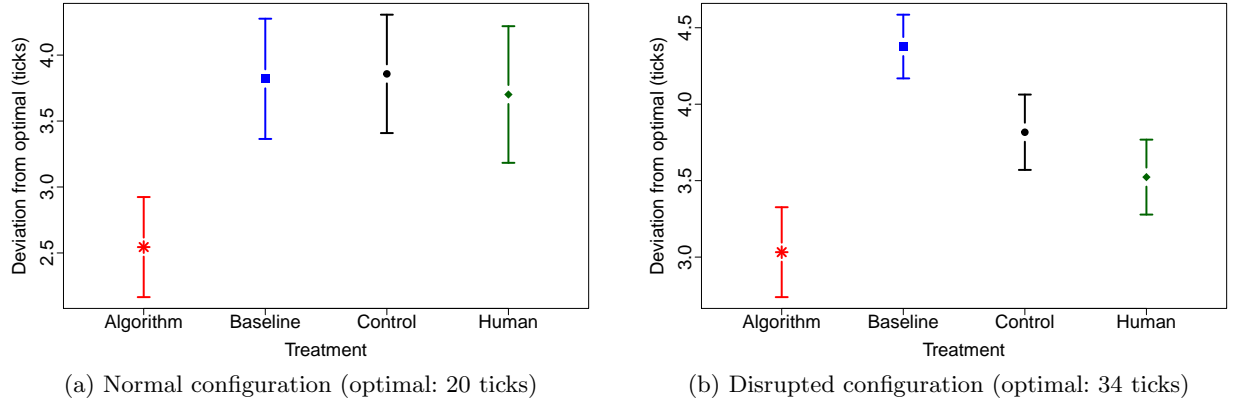 Deviation from optimal (ticks)
4.0
3.5
3.0
2.5
Algorithm Baseline Control Human
Treatment
(a) Normal configuration (optimal: 20 ticks)
Deviation from optimal (ticks)
4.5
4.0
3.5
3.0
Algorithm Baseline Control Human
Treatment
(b) Disrupted configuration (optimal: 34 ticks)